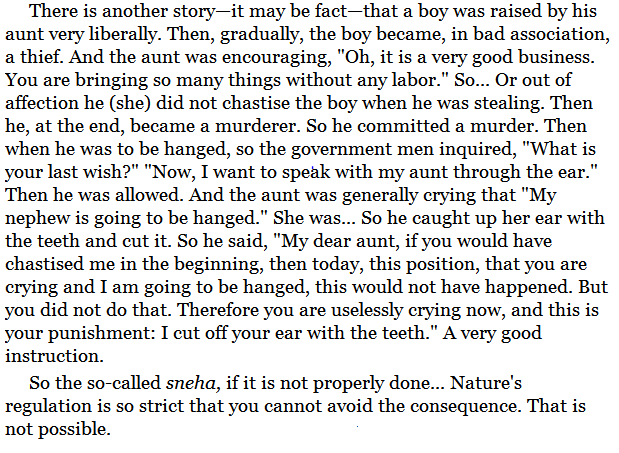 There is another story—it may be fact—that a boy was raised by his
aunt very liberally. Then, gradually, the boy became, in bad association,
a thief. And the aunt was encouraging, "Oh, it is a very good business.
You are bringing so many things without any labor." So... Or out of
affection he (she) did not chastise the boy when he was stealing. Then
he, at the end, became a murderer. So he committed a murder. Then
when he was to be hanged, so the government men inquired, "What is
your last wish?" "Now, I want to speak with my aunt through the ear."
Then he was allowed. And the aunt was generally crying that "My
nephew is going to be hanged." She was... So he caught up her ear with
the teeth and cut it. So he said, "My dear aunt, if you would have
chastised me in the beginning, then today, this position, that you are
crying and I am going to be hanged, this would not have happened. But
you did not do that. Therefore you are uselessly crying now, and this is
your punishment: I cut off your ear with the teeth." A very good
instruction.
So the so-called sneha, if it is not properly done... Nature's
regulation is so strict that you cannot avoid the consequence. That is
not possible.